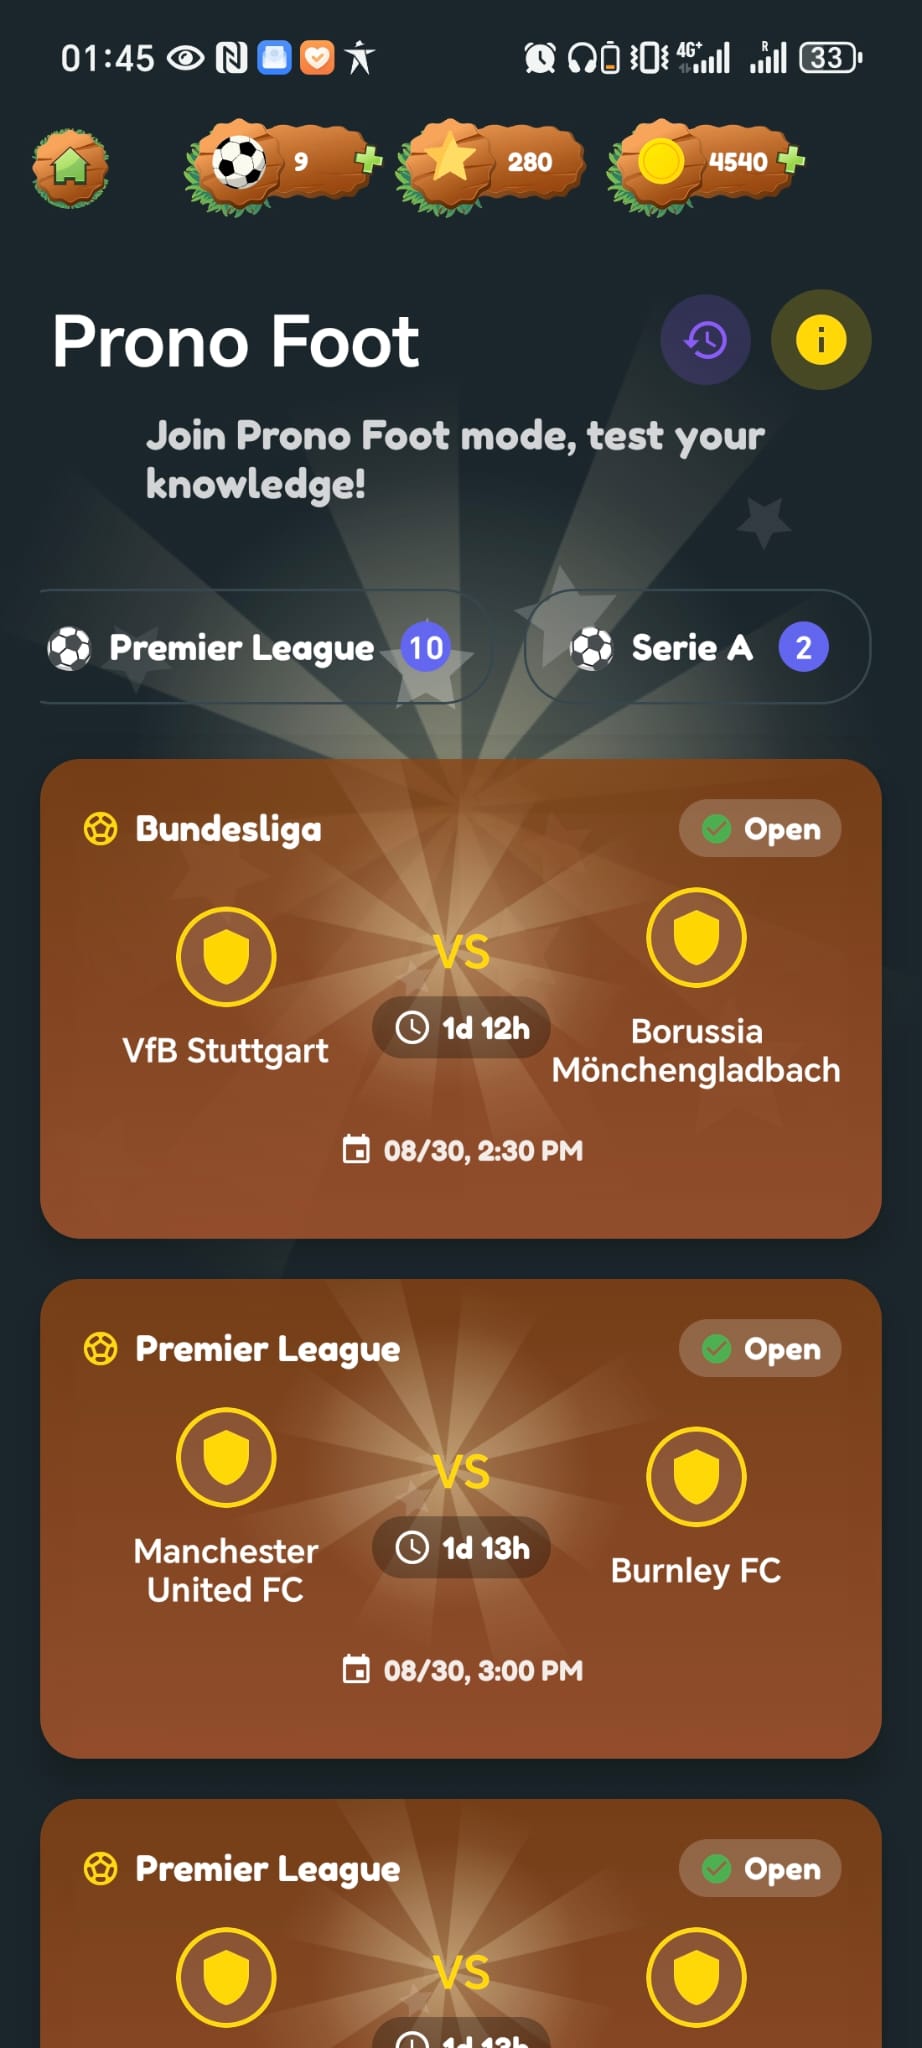 01:45
4G+
R
33
9
280
4540
Prono Foot
Join Prono Foot mode, test your
knowledge!
Premier League 10
Serie A 2
Bundesliga
Open
VS
1d 12h
VfB Stuttgart
Borussia
Mönchengladbach
08/30, 2:30 PM
Premier League
Open
VS
1d 13h
Manchester
United FC
Burnley FC
08/30, 3:00 PM
Premier League
Open
VS
1d 13h